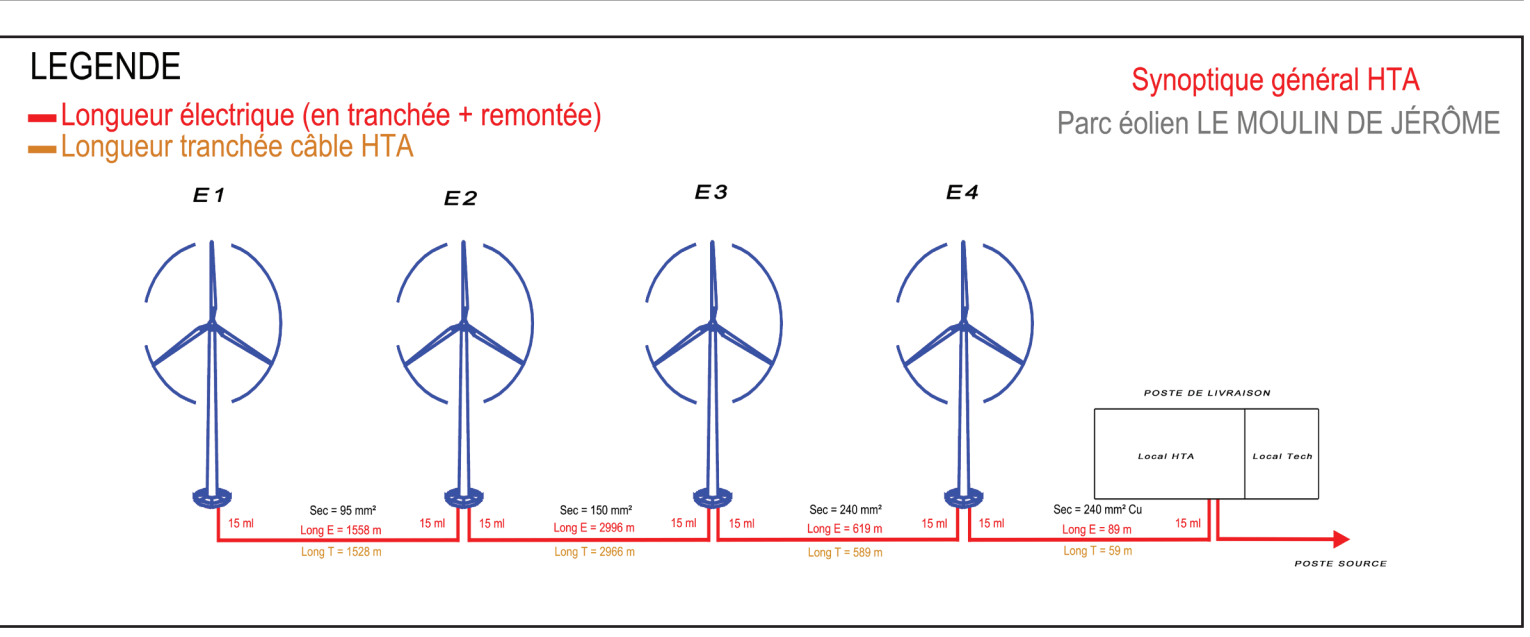 LEGENDE
Longueur électrique (en tranchée + remontée)
Longueur tranchée câble HTA
Synoptique général HTA
Parc éolien LE MOULIN DE JÉRÔME
E1
E2
E3
E4
POSTE DE LIVRAISON
Local HTA
Local Tech
15 ml
Sec = 95 mm²
Long E = 1558 m
Long T = 1528 m
15 ml
15 ml
Sec = 150 mm²
Long E = 2996 m
Long T = 2966 m
15 ml
15 ml
Sec = 240 mm²
Long E = 619 m
Long T = 589 m
15 ml
15 ml
Sec = 240 mm² Cu
Long E = 89 m
Long T = 59 m
15 ml
POSTE SOURCE